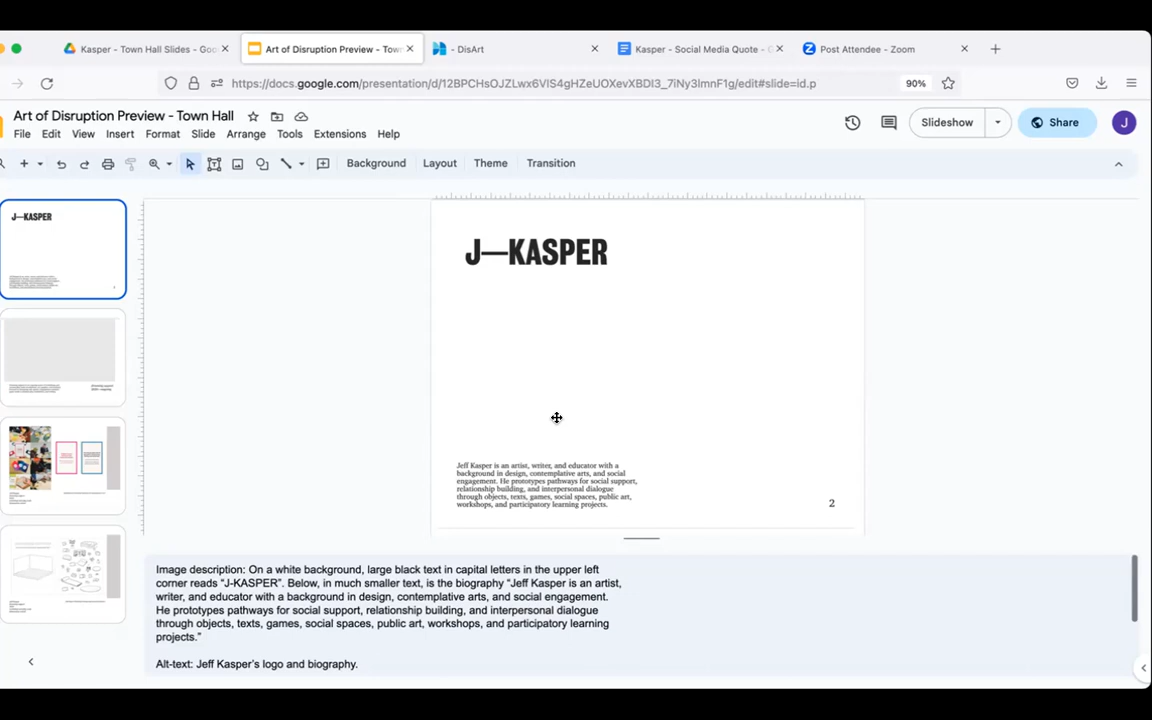 Kasper - Town Hall Slides - Goo
Art of Disruption Preview - Town
- DisArt
Kasper - Social Media Quote - G
Post Attendee - Zoom
https://docs.google.com/presentation/d/12BPCHsOJZLwx6VIS4gHZeUOXevXBDI3_7iNy3lmnF1g/edit#slide=id.p
90%
Art of Disruption Preview - Town Hall
File Edit View Insert Format Slide Arrange Tools Extensions Help
Slideshow
Share
J
Background
Layout
Theme
Transition
J—KASPER
J—KASPER
Jeff Kasper is an artist, writer, and educator with a
background in design, contemplative arts, and social
engagement. He prototypes pathways for social support,
relationship building, and interpersonal dialogue
through objects, texts, games, social spaces, public art,
workshops, and participatory learning projects.
2
Image description: On a white background, large black text in capital letters in the upper left
corner reads "J-KASPER". Below, in much smaller text, is the biography "Jeff Kasper is an artist,
writer, and educator with a background in design, contemplative arts, and social engagement.
He prototypes pathways for social support, relationship building, and interpersonal dialogue
through objects, texts, games, social spaces, public art, workshops, and participatory learning
projects."
Alt-text: Jeff Kasper's logo and biography.